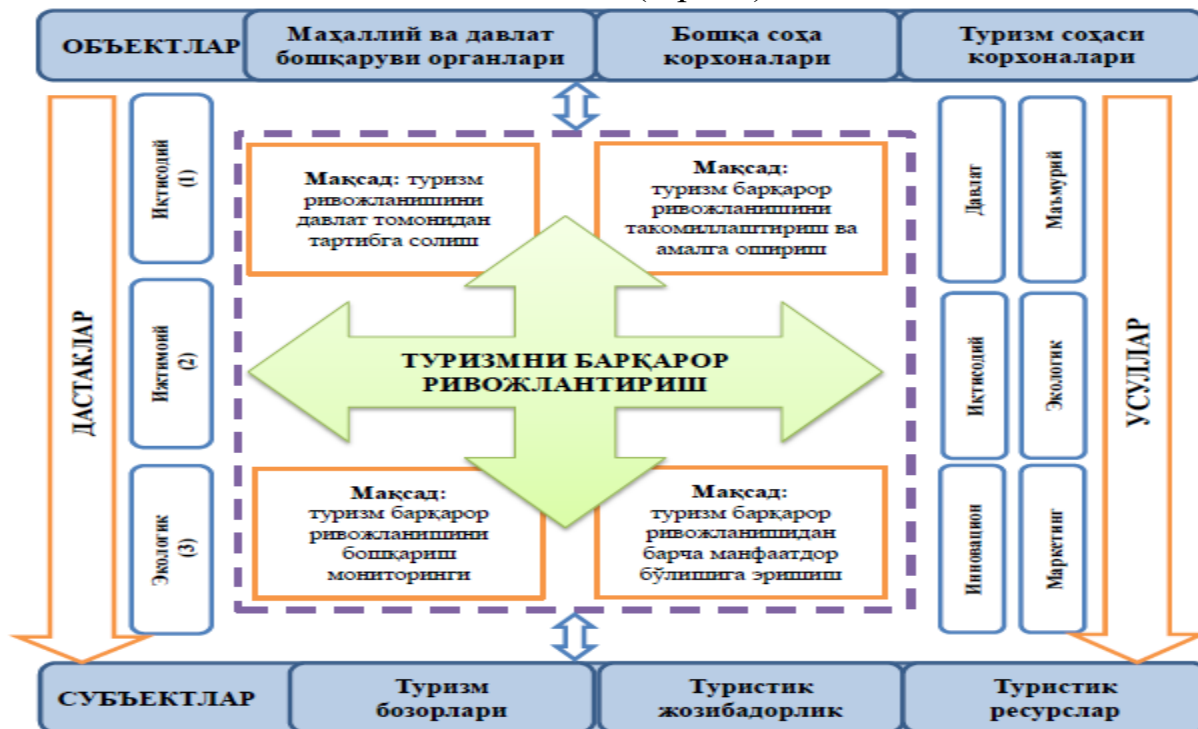 ОБЪЕКТЛАР
Маҳаллий ва давлат
бошқаруви органлари
Бошқа соҳа
корхоналари
Туризм соҳаси
корхоналари
ДАСТАКЛАР
Иқтисодий
(1)
Ижтимоий
(2)
Экологик
(3)
Мақсад: туризм
ривожланишини
давлат томонидан
тартибга солиш
Мақсад:
туризм барқарор
ривожланишини
такомиллаштириш ва
амалга ошириш
ТУРИЗМНИ БАРҚАРОР
РИВОЖЛАНТИРИШ
Мақсад:
туризм барқарор
ривожланишини
бошқариш
мониторинги
Мақсад:
туризм барқарор
ривожланишидан
барча манфаатдор
бўлишига эришиш
Давлат
Маъмурий
Иқтисодий
Экологик
Инновацион
Маркетинг
УСУЛЛАР
СУБЪЕКТЛАР
Туризм
бозорлари
Туристик
жозибадорлик
Туристик
ресурслар